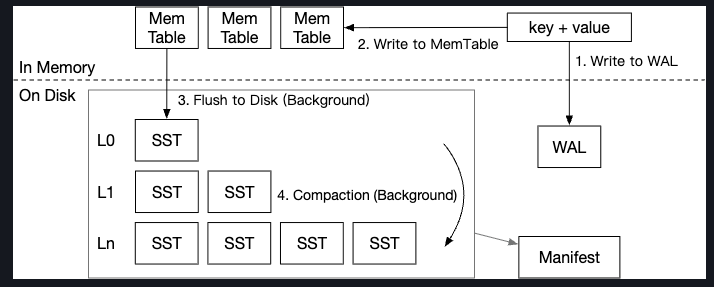 Mem
Table
Mem
Table
Mem
Table
key + value
2. Write to MemTable
1. Write to WAL
In Memory
On Disk
3. Flush to Disk (Background)
L0
SST
WAL
L1
SST
SST
4. Compaction (Background)
Ln
SST
SST
SST
SST
Manifest